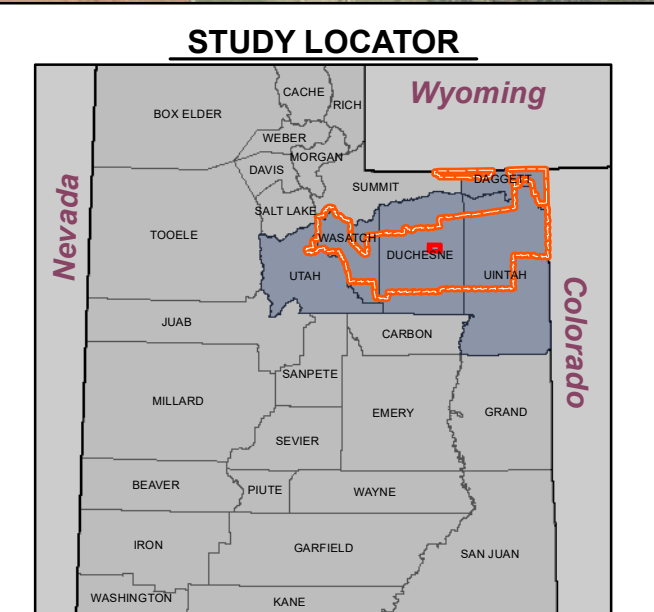 STUDY LOCATOR
Wyoming
CACHE
RICH
BOX ELDER
WEBER
MORGAN
DAVIS
SUMMIT
DAGGETT
Nevada
SALT LAKE
TOOELE
WASATCH
DUCHESNE
UTAH
UINTAH
Colorado
JUAB
CARBON
SANPETE
MILLARD
EMERY
GRAND
SEVIER
BEAVER
PIUTE
WAYNE
IRON
GARFIELD
SAN JUAN
WASHINGTON
KANE